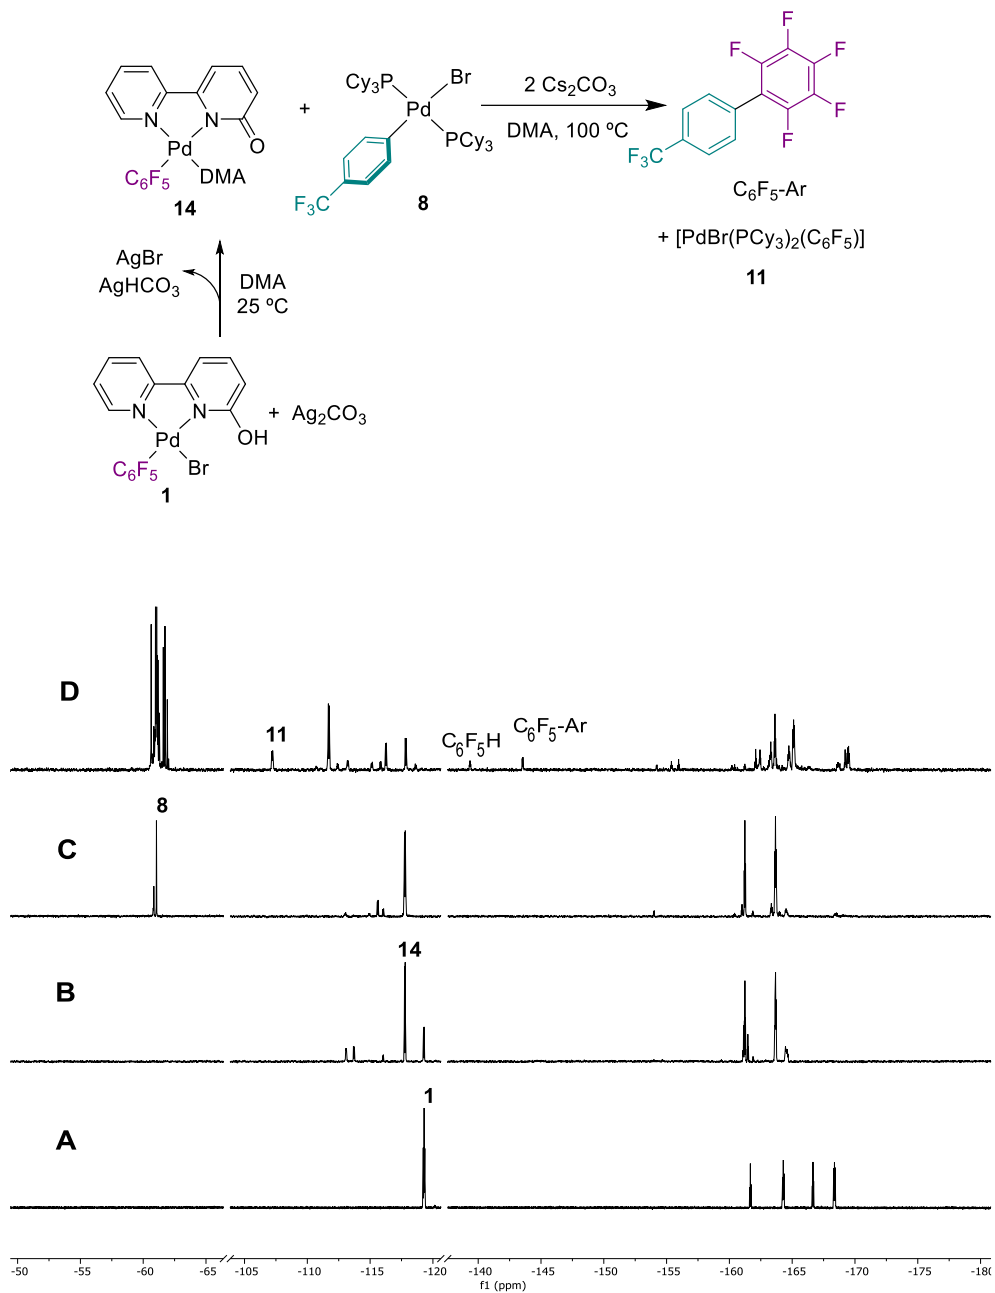 N N O Pd C6F5 DMA
14
+
Cy3P Br Pd PCy3 F3C
8
2 Cs2CO3
DMA, 100 ºC
F F F F F F3C
C6F5-Ar
+ [PdBr(PCy3)2(C6F5)]
11
AgBr
AgHCO3
DMA
25 ºC
N N OH Pd C6F5 Br
1
+ Ag2CO3
D
11
C6F5H
C6F5-Ar
8
C
14
B
1
A
-50 -60 -65 -105 -110 -115 -120 -140 -145 -150 -155 -160 -165 -170 -175 -180
f1 (ppm)